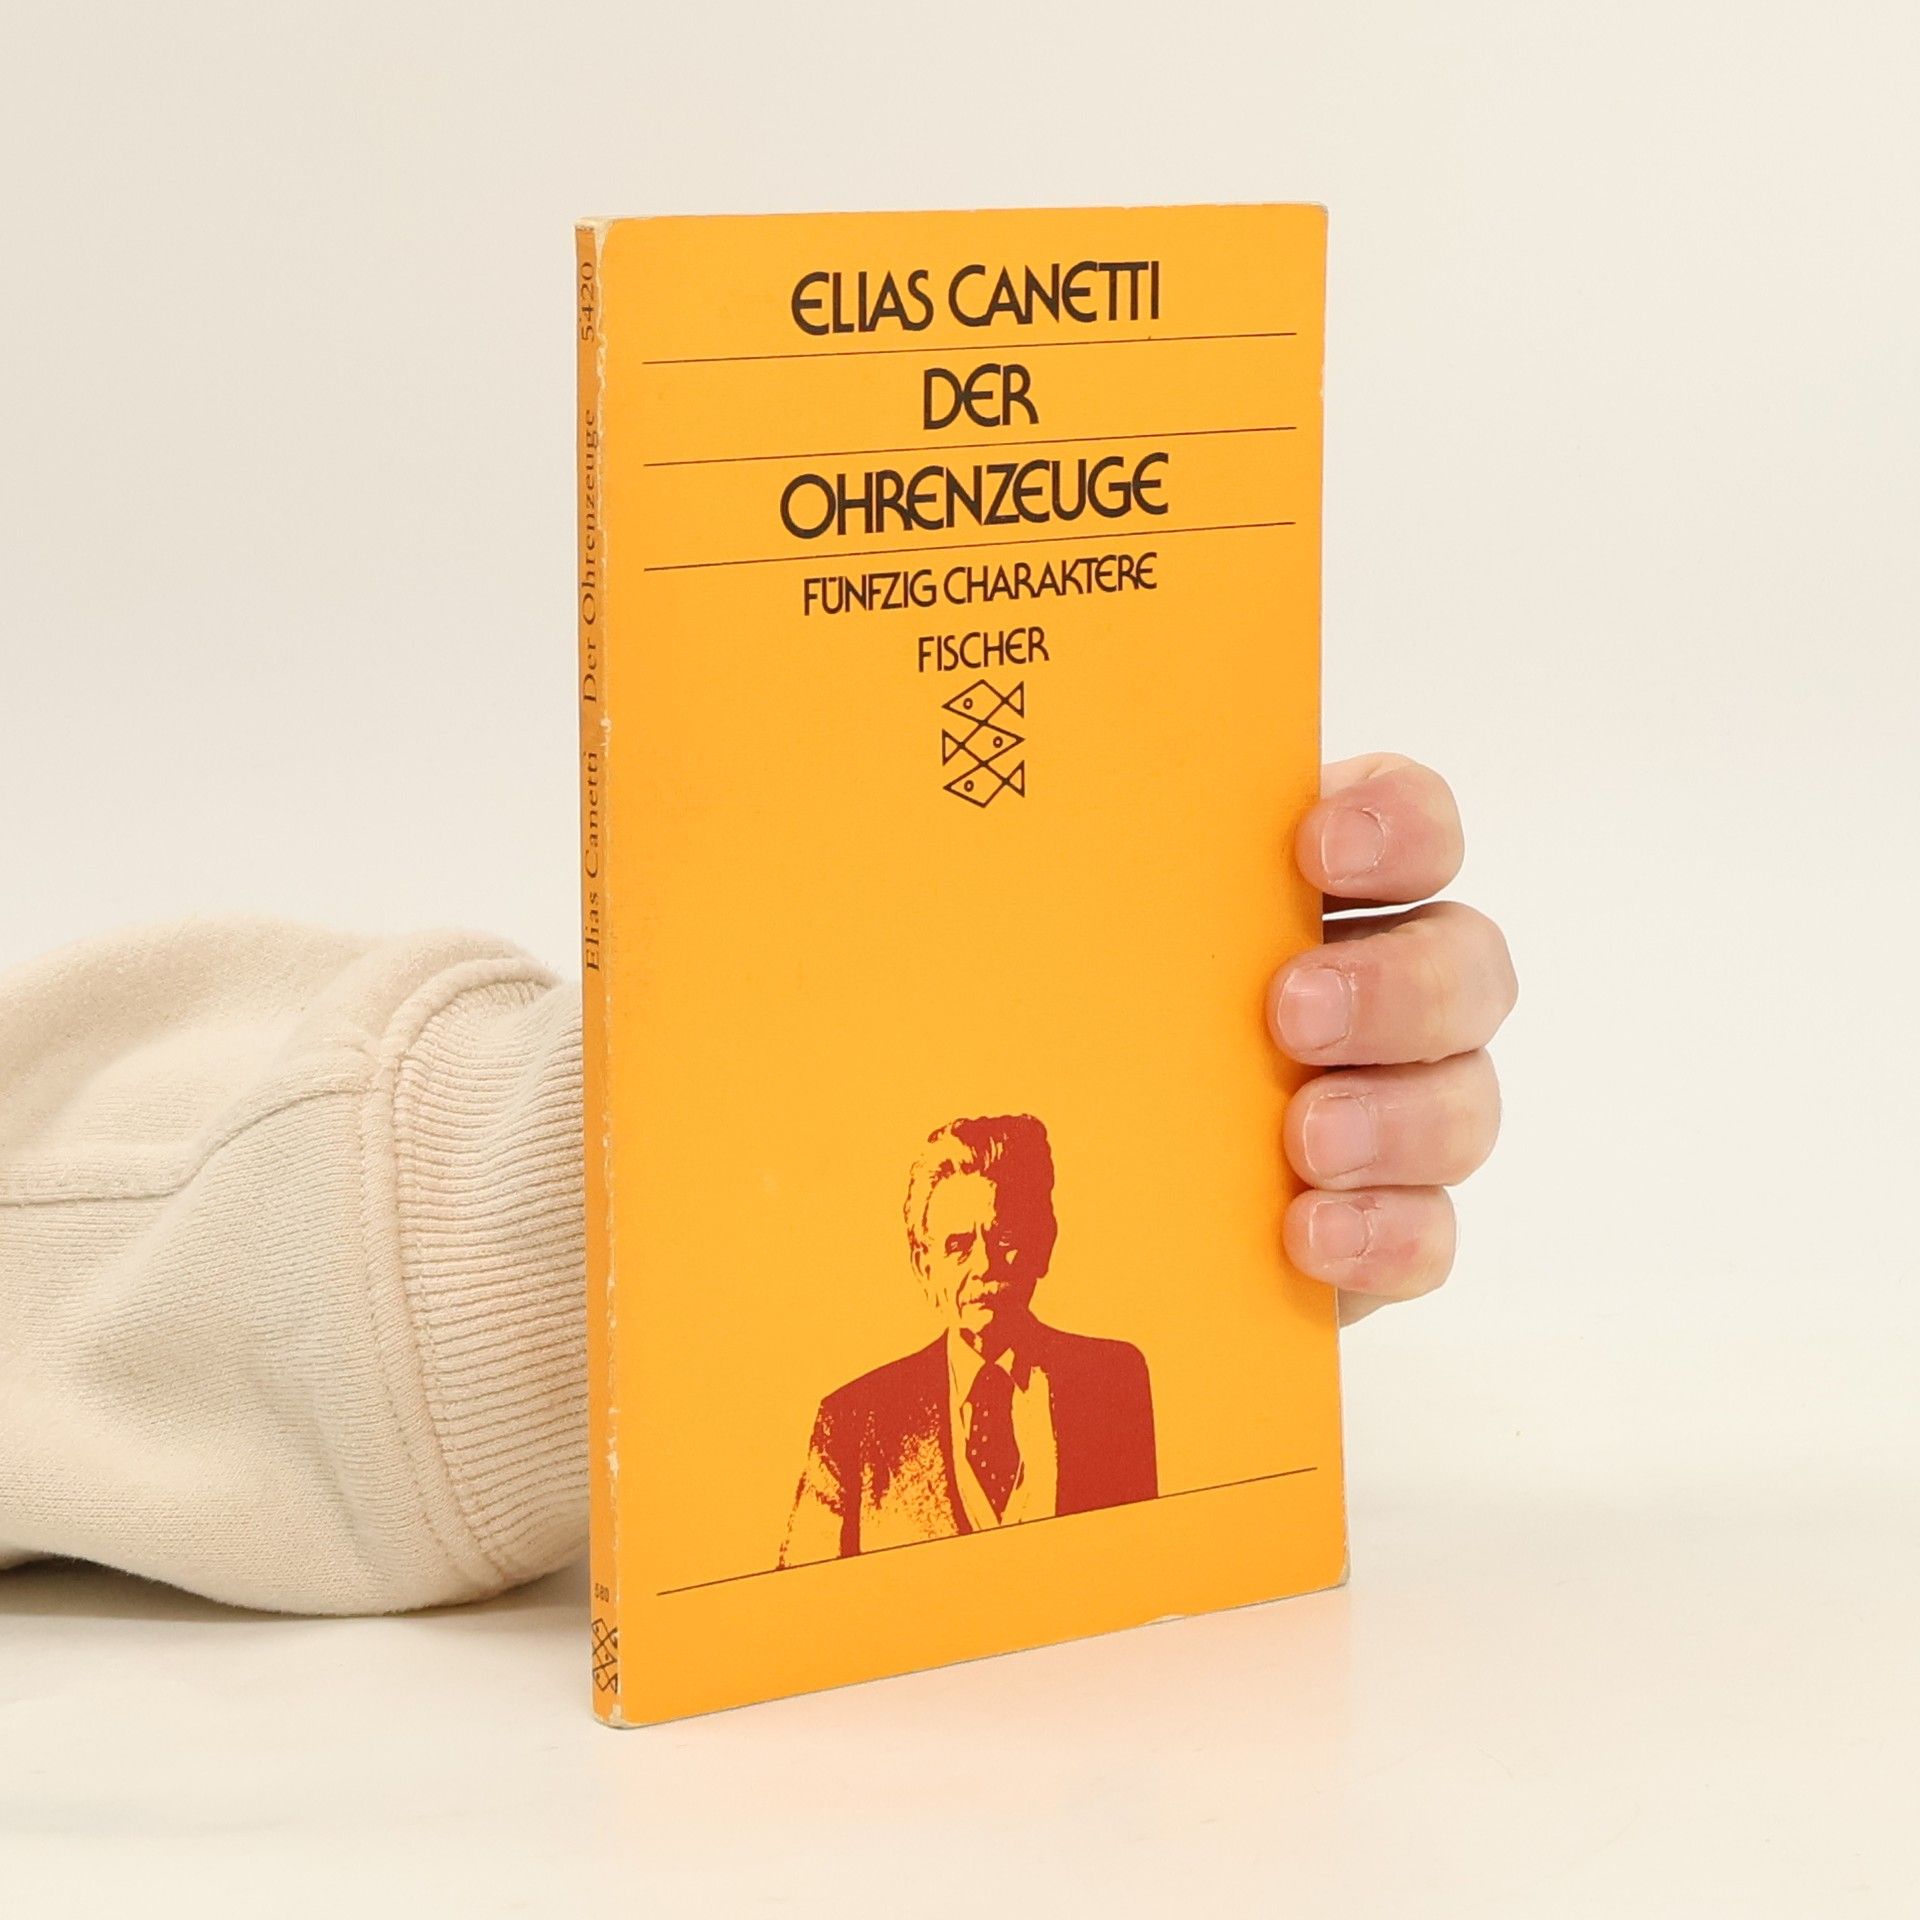 ELIAS CANETTI
DER
OHRENZEUGE
FÜNFZIG CHARAKTERE
FISCHER
Elias Canetti Der Ohrenzeuge 5420